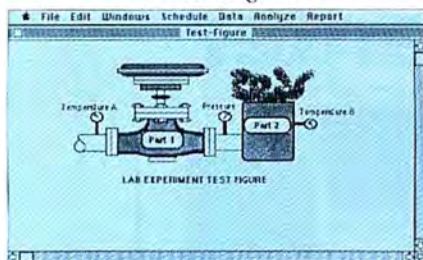 File Edit Windows Schedule Data Analyze Report
Test-Figure
Temperature A
Pressure
Temperature B
Part 1
Part 2
LAB EXPERIMENT TEST FIGURE